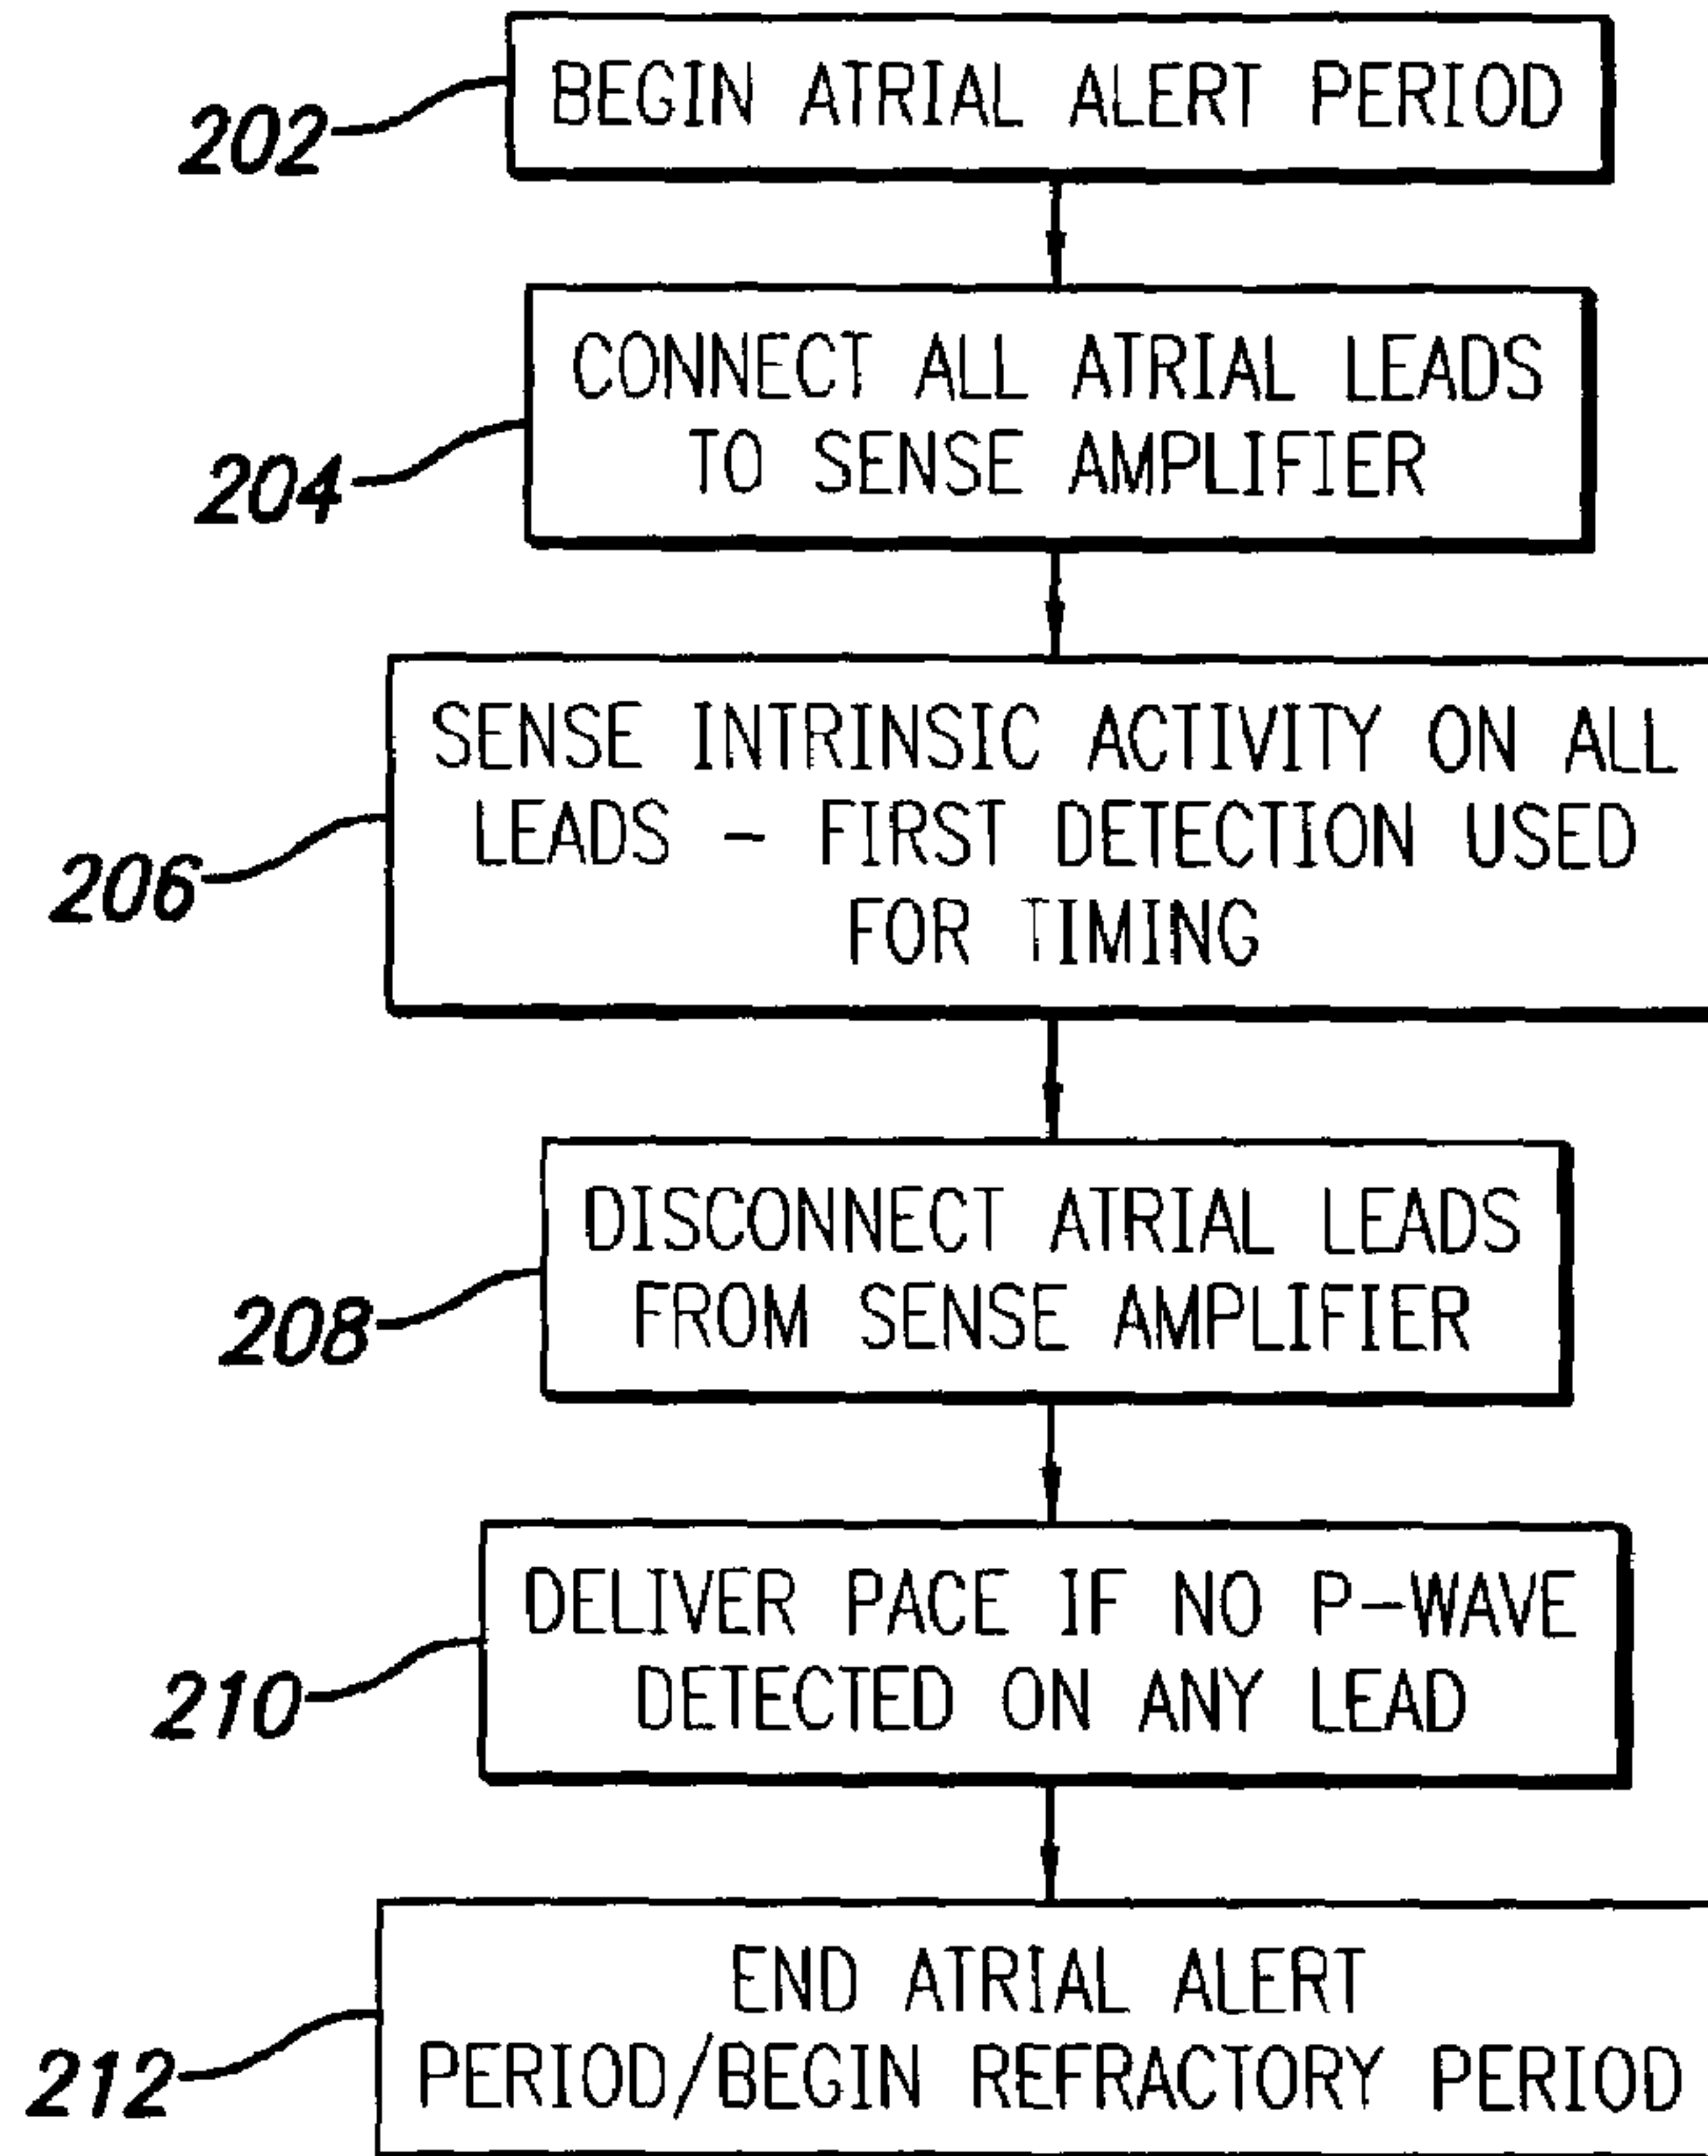 202
BEGIN ATRIAL ALERT PERIOD
204
CONNECT ALL ATRIAL LEADS
TO SENSE AMPLIFIER
206
SENSE INTRINSIC ACTIVITY ON ALL
LEADS - FIRST DETECTION USED
FOR TIMING
208
DISCONNECT ATRIAL LEADS
FROM SENSE AMPLIFIER
210
DELIVER PACE IF NO P-WAVE
DETECTED ON ANY LEAD
212
END ATRIAL ALERT
PERIOD/BEGIN REFRACTORY PERIOD